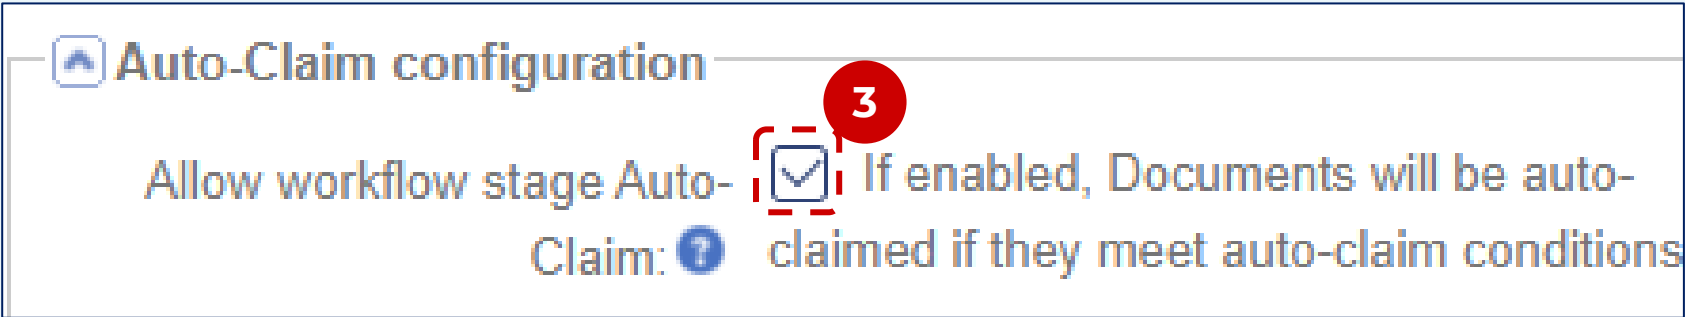 Auto-Claim configuration
3
Allow workflow stage Auto-Claim:
If enabled, Documents will be auto-
claimed if they meet auto-claim conditions